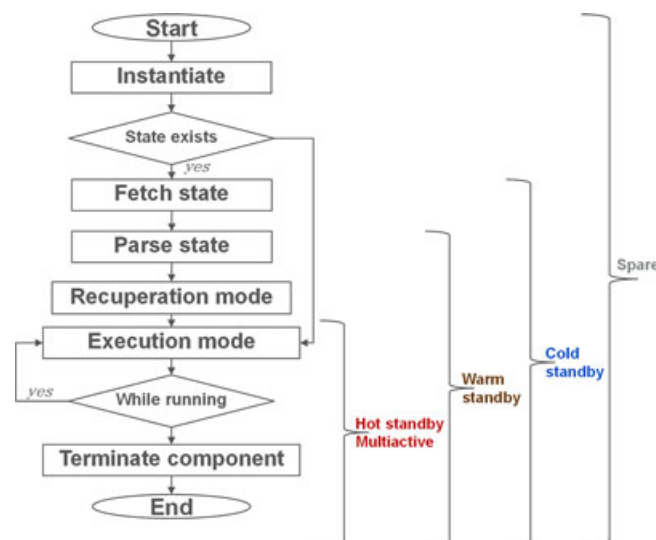 Start
Instantiate
State exists
yes
Fetch state
Parse state
Recuperation mode
Execution mode
yes
While running
Terminate component
End
Hot standby
Multiactive
Warm
standby
Cold
standby
Spare